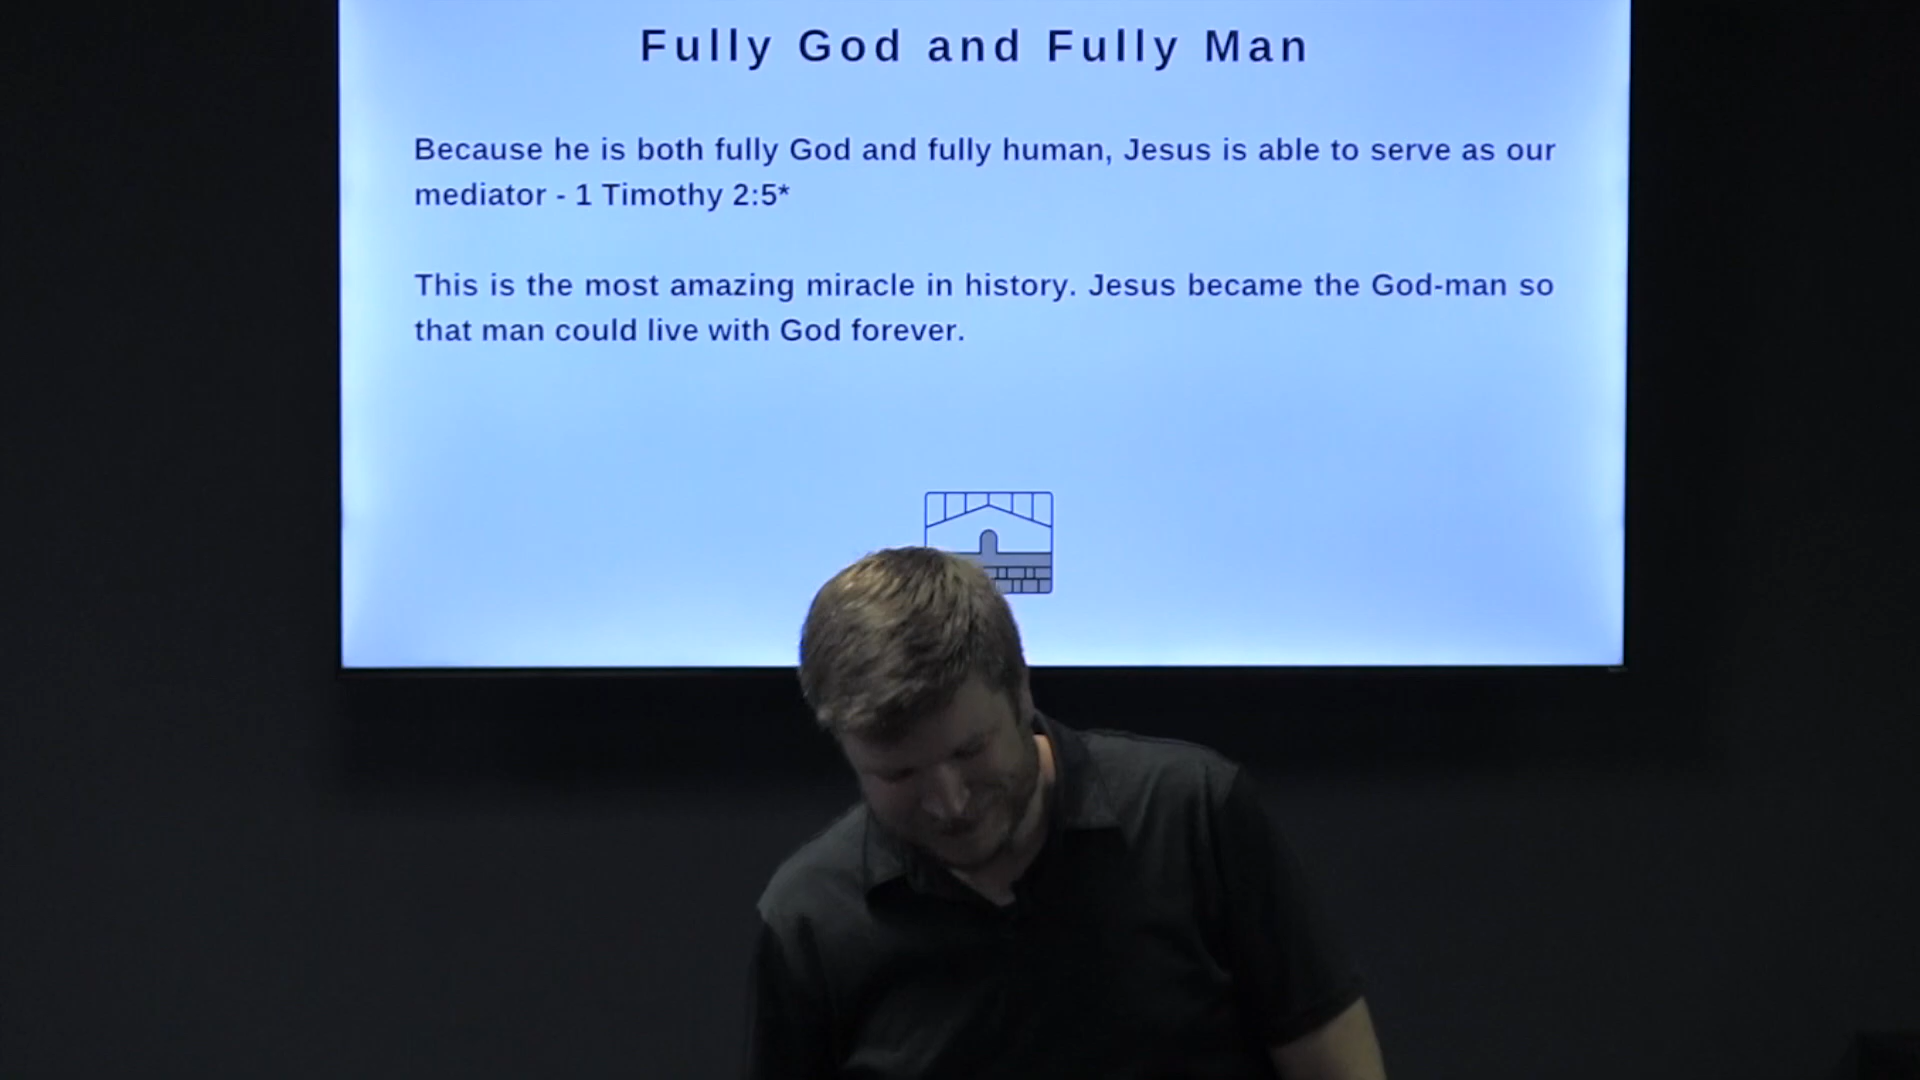 Fully God and Fully Man
Because he is both fully God and fully human, Jesus is able to serve as our
mediator - 1 Timothy 2:5*
This is the most amazing miracle in history. Jesus became the God-man so
that man could live with God forever.